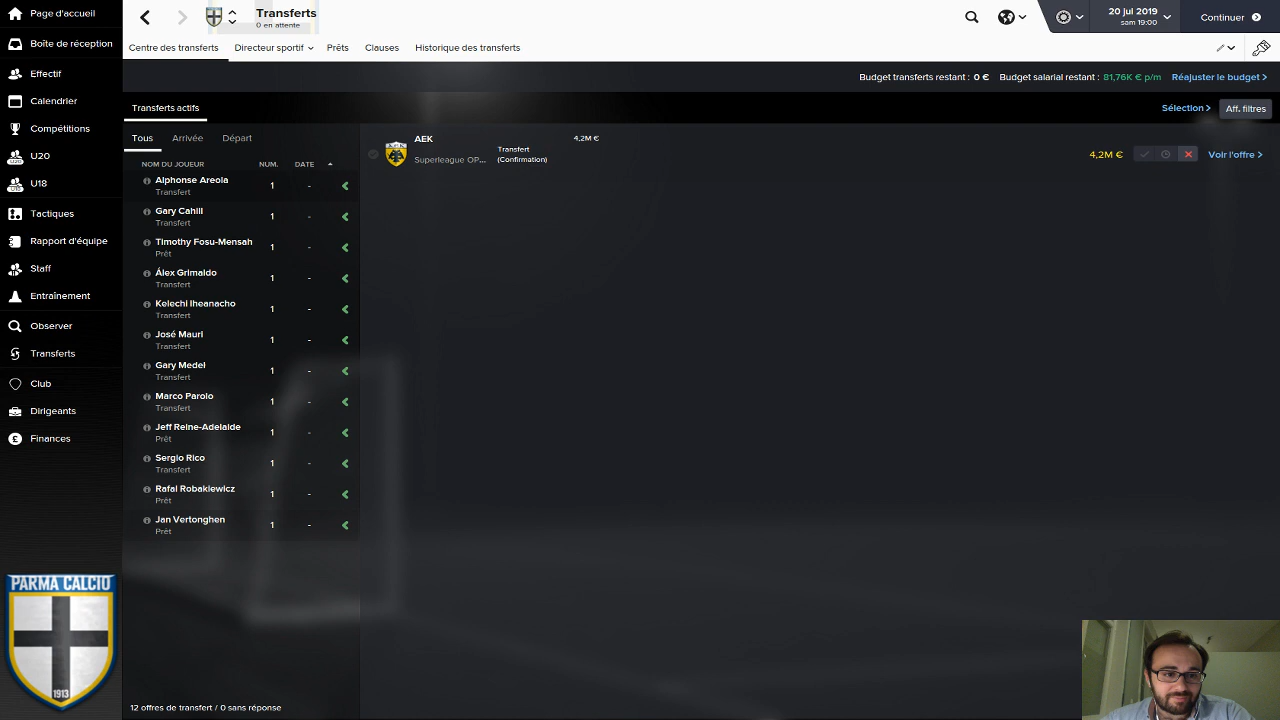 Page d'accueil
Boîte de réception
Effectif
Calendrier
Compétitions
U20
U18
Tactiques
Rapport d'équipe
Staff
Entraînement
Observer
Transferts
Club
Dirigeants
Finances
PARMA CALCIO
1913
Transferts
0 en attente
20 jul 2019
sam 19:00
Continuer
Centre des transferts
Directeur sportif
Prêts
Clauses
Historique des transferts
Budget transferts restant : 0 € Budget salarial restant : 81,76K € p/m Réajuster le budget >
Transferts actifs
Sélection >
Aff. filtres
Tous Arrivée Départ
NOM DU JOUEUR NUM. DATE
Alphonse Areola 1 -
Transfert
Gary Cahill 1 -
Transfert
Timothy Fosu-Mensah 1 -
Prêt
Álex Grimaldo 1 -
Transfert
Kelechi Iheanacho 1 -
Transfert
José Mauri 1 -
Transfert
Gary Medel 1 -
Transfert
Marco Parolo 1 -
Transfert
Jeff Reine-Adelaïde 1 -
Prêt
Sergio Rico 1 -
Transfert
Rafal Robakiewicz 1 -
Prêt
Jan Vertonghen 1 -
Prêt
12 offres de transfert / 0 sans réponse
AEK
Superleague OP...
Transfert
(Confirmation)
4,2M €
4,2M €
Voir l'offre >